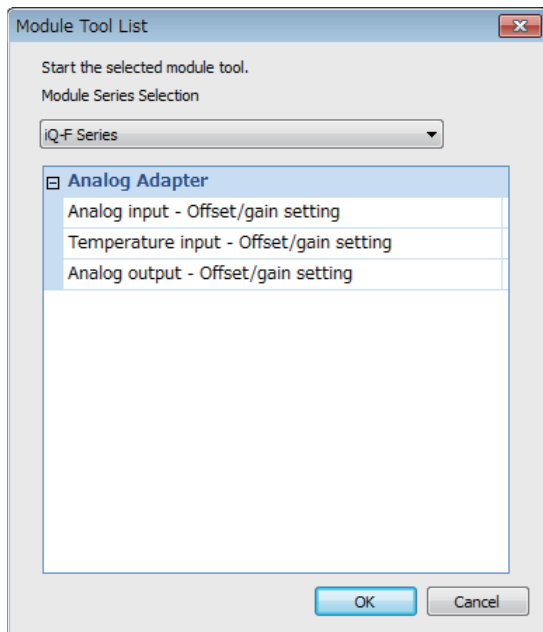 Module Tool List
Start the selected module tool.
Module Series Selection
iQ-F Series
Analog Adapter
Analog input - Offset/gain setting
Temperature input - Offset/gain setting
Analog output - Offset/gain setting
OK Cancel